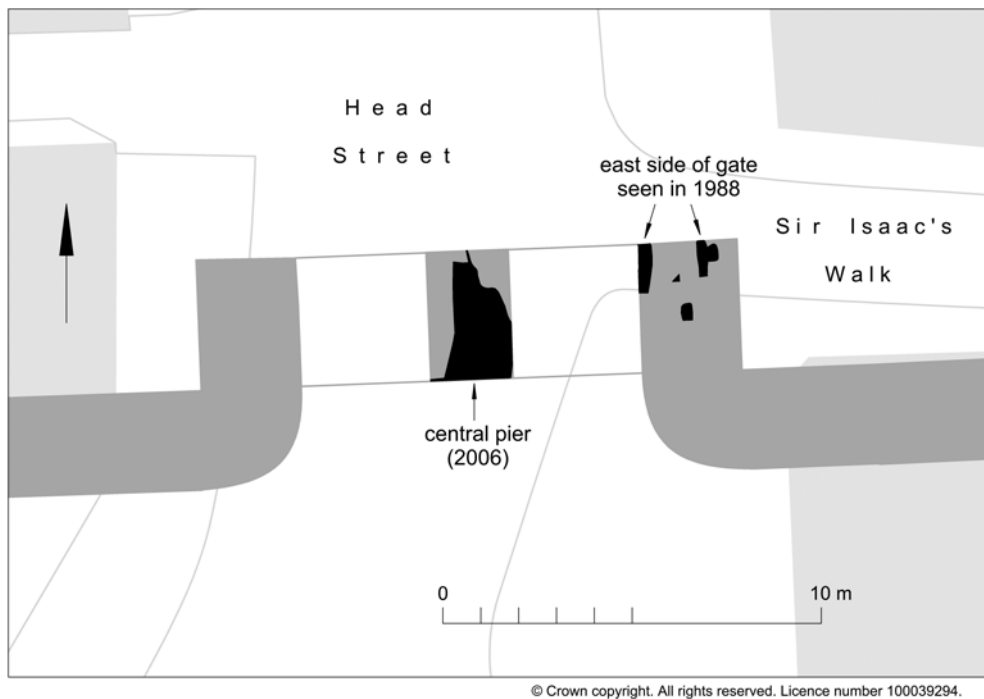 Head
Street
east side of gate
seen in 1988
Sir Isaac's
Walk
central pier
(2006)
0 10 m
© Crown copyright. All rights reserved. Licence number 100039294.